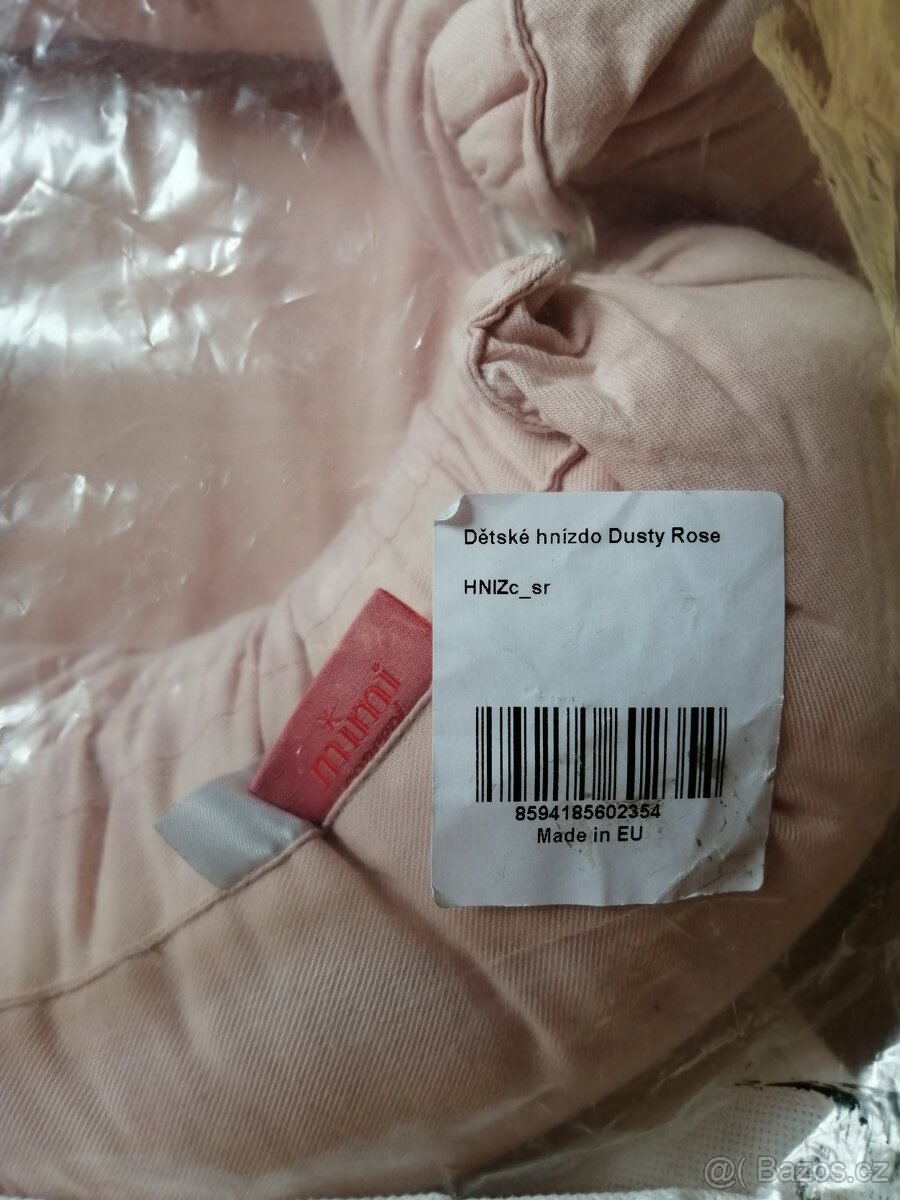 Dětské hnízdo Dusty Rose
HNIZc_sr
mimi
8594185602354
Made in EU
@( Bazos.cz